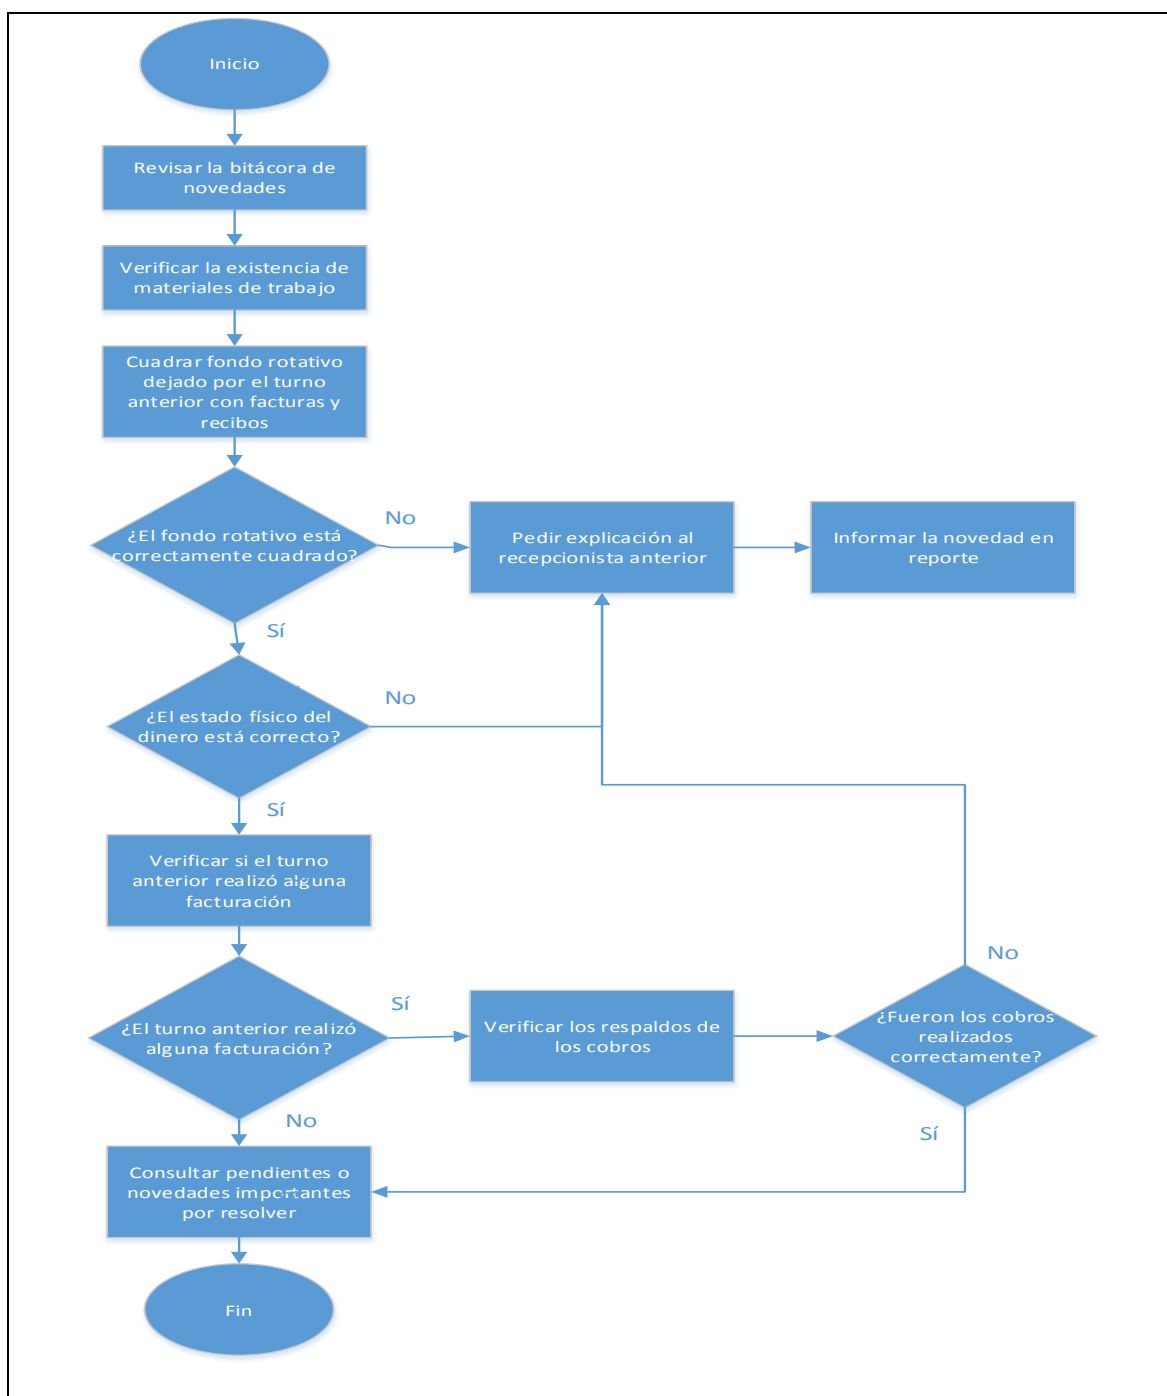 Inicio
Revisar la bitácora de
novedades
Verificar la existencia de
materiales de trabajo
Cuadrar fondo rotativo
dejado por el turno
anterior con facturas y
recibos
¿El fondo rotativo está
correctamente cuadrado?
No
Pedir explicación al
recepcionista anterior
Informar la novedad en
reporte
Sí
¿El estado físico del
dinero está correcto?
No
Sí
Verificar si el turno
anterior realizó alguna
facturación
¿El turno anterior realizó
alguna facturación?
Sí
Verificar los respaldos de
los cobros
No
¿Fueron los cobros
realizados
correctamente?
No
Sí
Consultar pendientes o
novedades importantes
por resolver
Fin